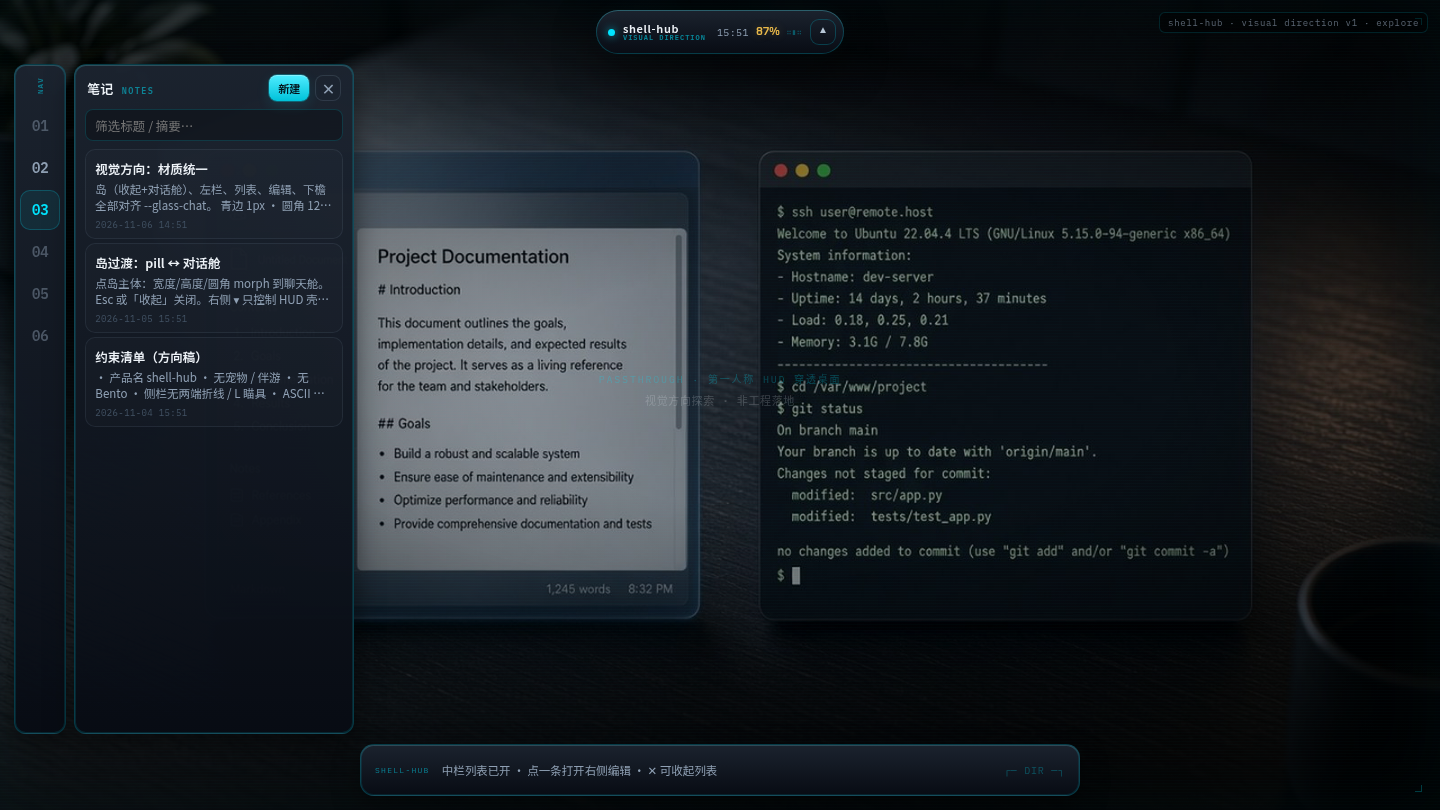 shell-hub
VISUAL DIRECTION
15:51 87%
▲
shell-hub · visual direction v1 · explore
NAV
01
02
03
04
05
06
笔记 NOTES
新建
✕
筛选标题 / 摘要…
视觉方向：材质统一
岛（收起+对话舱）、左栏、列表、编辑、下檐
全部对齐 --glass-chat。 青边 1px · 圆角 12…
2026-11-06 14:51
岛过渡：pill ↔ 对话舱
点岛主体：宽度/高度/圆角 morph 到聊天舱。
Esc 或「收起」关闭。右侧 ▾ 只控制 HUD 壳…
2026-11-05 15:51
约束清单（方向稿）
· 产品名 shell-hub · 无宠物 / 伴游 · 无
Bento · 侧栏无两端折线 / L 瞄具 · ASCII …
2026-11-04 15:51
Project Documentation
# Introduction
This document outlines the goals,
implementation details, and expected results
of the project. It serves as a living reference
for the team and stakeholders.
## Goals
• Build a robust and scalable system
• Ensure ease of maintenance and extensibility
• Optimize performance and reliability
• Provide comprehensive documentation and tests
1,245 words 8:32 PM
PASSTHROUGH · 第一人称 HUD 穿透桌面
视觉方向探索 · 非工程落地
$ ssh user@remote.host
Welcome to Ubuntu 22.04.4 LTS (GNU/Linux 5.15.0-94-generic x86_64)
System information:
- Hostname: dev-server
- Uptime: 14 days, 2 hours, 37 minutes
- Load: 0.18, 0.25, 0.21
- Memory: 3.1G / 7.8G
-----------------------------------
$ cd /var/www/project
$ git status
On branch main
Your branch is up to date with 'origin/main'.
Changes not staged for commit:
modified: src/app.py
modified: tests/test_app.py
no changes added to commit (use "git add" and/or "git commit -a")
$
SHELL-HUB 中栏列表已开 · 点一条打开右侧编辑 · ✕ 可收起列表
┌─ DIR ─┐